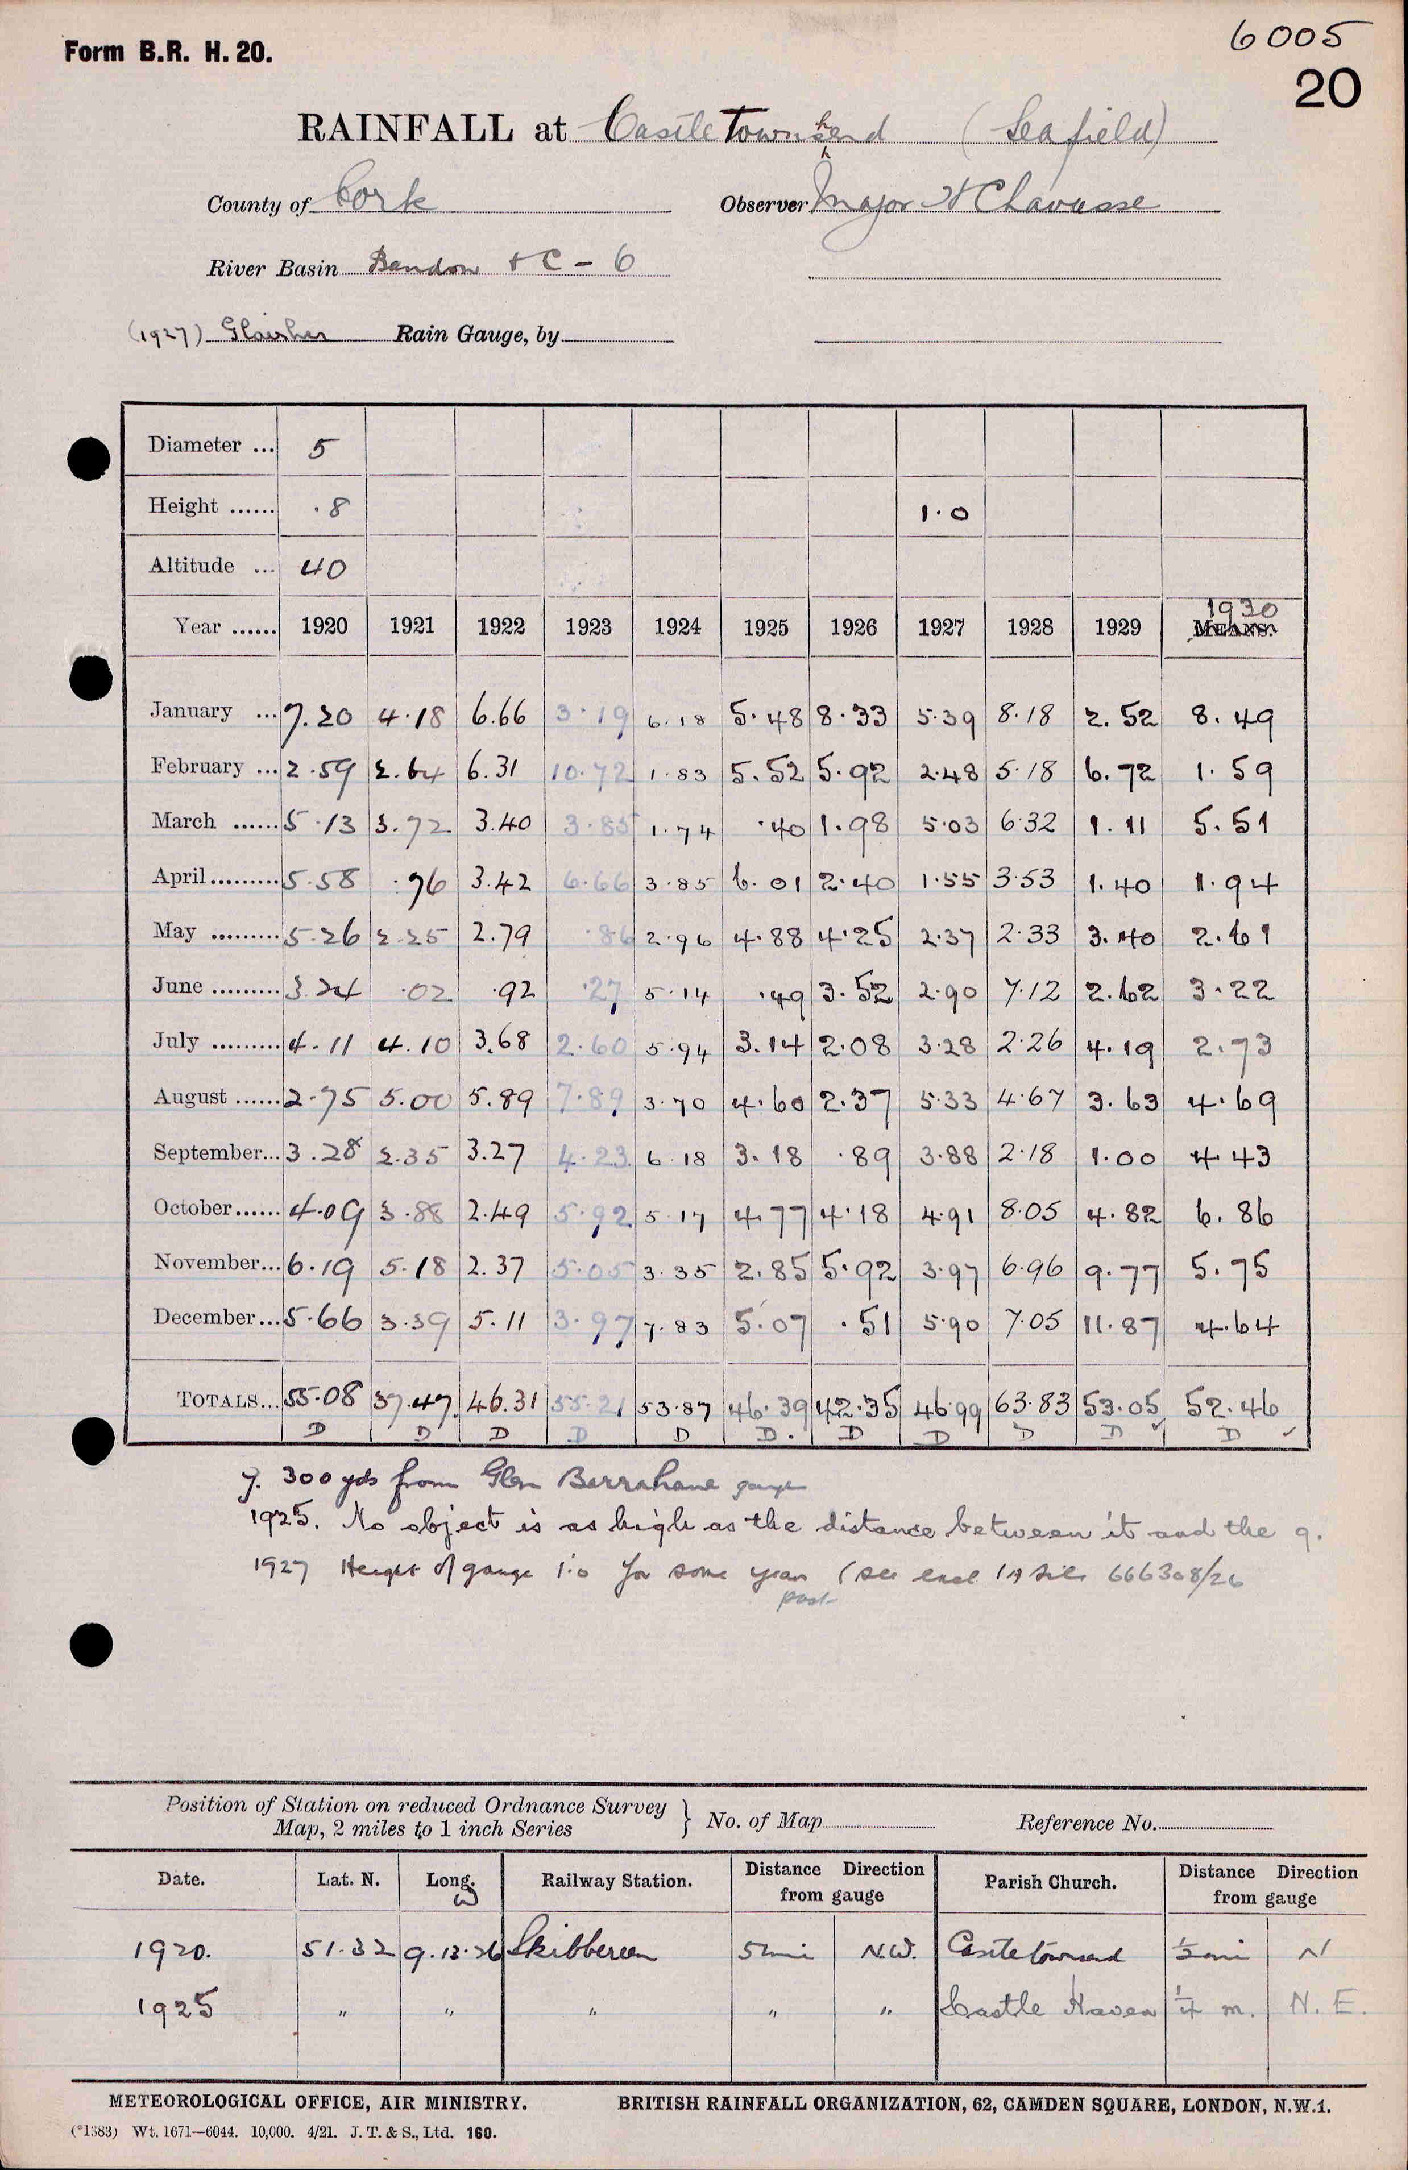 6005
Form B.R. H. 20.
20
RAINFALL at Castletownshend (Seafield)
County of Cork Observer Major H Chavasse
River Basin Bandon + C - 6
(1927) Glaisher Rain Gauge, by
Diameter ... 5
Height ...... .8 1.0
Altitude ... 40
1930
Year ...... 1920 1921 1922 1923 1924 1925 1926 1927 1928 1929 MEANS.
January ... 7.20 4.18 6.66 3.19 6.18 5.48 8.33 5.39 8.18 2.52 8.49
February ... 2.59 2.64 6.31 10.72 1.83 5.52 5.92 2.48 5.18 6.72 1.59
March ...... 5.13 3.72 3.40 3.85 1.74 .40 1.98 5.03 6.32 1.11 5.51
April ......... 5.58 .76 3.42 6.66 3.85 6.01 2.40 1.55 3.53 1.40 1.94
May ......... 5.26 2.25 2.79 .86 2.96 4.88 4.25 2.37 2.33 3.40 2.61
June ......... 3.24 .02 .92 .27 5.14 .49 3.52 2.90 7.12 2.62 3.22
July ......... 4.11 4.10 3.68 2.60 5.94 3.14 2.08 3.28 2.26 4.19 2.73
August ...... 2.75 5.00 5.89 7.89 3.70 4.60 2.37 5.33 4.67 3.63 4.69
September... 3.28 2.35 3.27 4.23 6.18 3.18 .89 3.88 2.18 1.00 4.43
October ...... 4.09 3.88 2.49 5.92 5.17 4.77 4.18 4.91 8.05 4.82 6.86
November... 6.19 5.18 2.37 5.05 3.35 2.85 5.92 3.97 6.96 9.77 5.75
December... 5.66 3.39 5.11 3.97 7.83 5.07 .51 5.90 7.05 11.87 4.64
TOTALS... 55.08 37.47 46.31 55.21 53.87 46.39 42.35 46.99 63.83 53.05 52.46
D D D D D D. D D D D ✓ D ✓
g. 300 yds from Glen Barrahane gauge
1925. No object is as high as the distance between it and the g.
1927 Height of gauge 1.0 for some years (see encl 1A file 666308/26
past
Position of Station on reduced Ordnance Survey
Map, 2 miles to 1 inch Series } No. of Map Reference No.
Date. Lat. N. Long. W Railway Station. Distance Direction from gauge Parish Church. Distance Direction from gauge
1920. 51.32 9.13.26 Skibbereen 5 mi N.W. Castletownsend ½ mi N
1925 " " " " " Castle Haven ¼ m. N. E.
METEOROLOGICAL OFFICE, AIR MINISTRY. BRITISH RAINFALL ORGANIZATION, 62, CAMDEN SQUARE, LONDON, N.W.1.
(*1383) Wt. 1671—6044. 10,000. 4/21. J. T. & S., Ltd. 160.